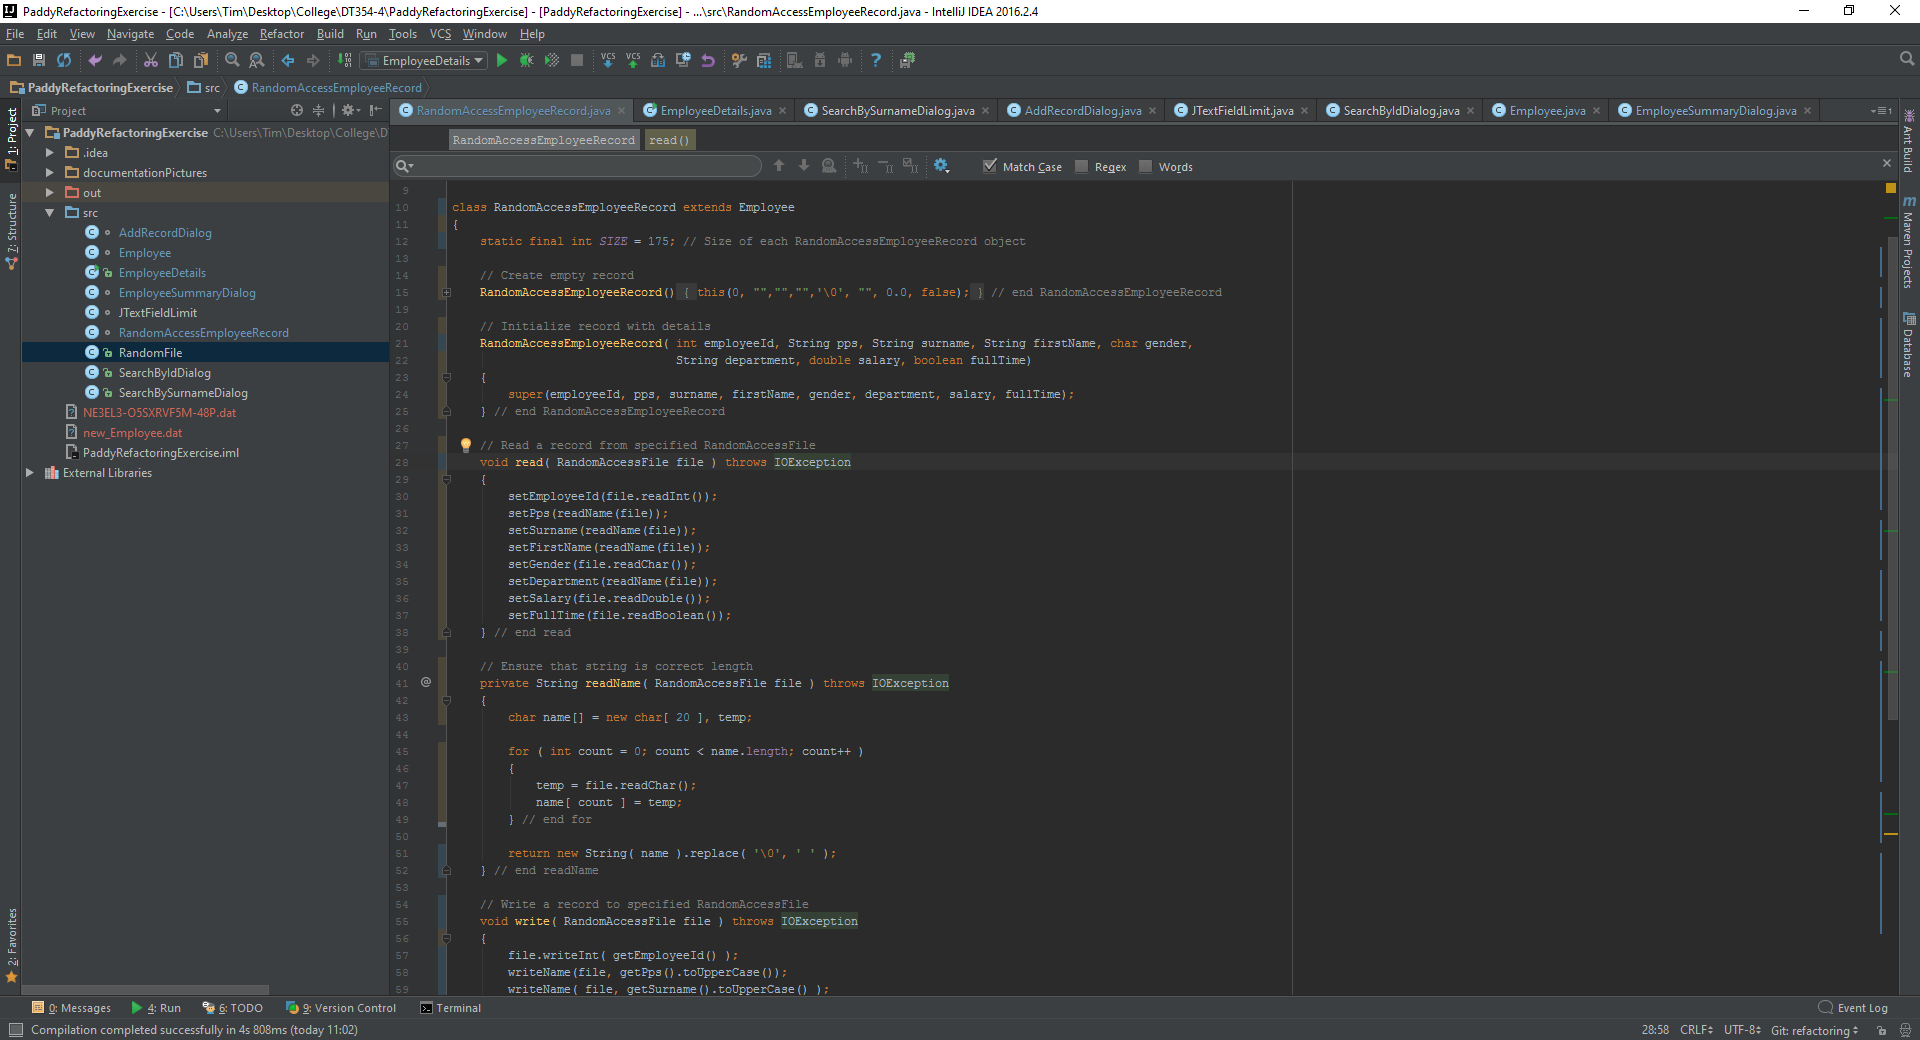 PaddyRefactoringExercise - [C:\Users\Tim\Desktop\College\DT354-4\PaddyRefactoringExercise] - [PaddyRefactoringExercise] - ...\src\RandomAccessEmployeeRecord.java - IntelliJ IDEA 2016.2.4
File Edit View Navigate Code Analyze Refactor Build Run Tools VCS Window Help
EmployeeDetails
PaddyRefactoringExercise src RandomAccessEmployeeRecord
Project
RandomAccessEmployeeRecord.java EmployeeDetails.java SearchBySurnameDialog.java AddRecordDialog.java JTextFieldLimit.java SearchByIdDialog.java Employee.java EmployeeSummaryDialog.java
1: Project
7: Structure
2: Favorites
PaddyRefactoringExercise C:\Users\Tim\Desktop\College\D
.idea
documentationPictures
out
src
AddRecordDialog
Employee
EmployeeDetails
EmployeeSummaryDialog
JTextFieldLimit
RandomAccessEmployeeRecord
RandomFile
SearchByIdDialog
SearchBySurnameDialog
NE3EL3-O5SXRVF5M-48P.dat
new_Employee.dat
PaddyRefactoringExercise.iml
External Libraries
RandomAccessEmployeeRecord read()
Match Case Regex Words
9
10 class RandomAccessEmployeeRecord extends Employee
11 {
12 static final int SIZE = 175; // Size of each RandomAccessEmployeeRecord object
13
14 // Create empty record
15 RandomAccessEmployeeRecord() { this(0, "","","",'\0', "", 0.0, false); } // end RandomAccessEmployeeRecord
19
20 // Initialize record with details
21 RandomAccessEmployeeRecord( int employeeId, String pps, String surname, String firstName, char gender,
22 String department, double salary, boolean fullTime)
23 {
24 super(employeeId, pps, surname, firstName, gender, department, salary, fullTime);
25 } // end RandomAccessEmployeeRecord
26
27 // Read a record from specified RandomAccessFile
28 void read( RandomAccessFile file ) throws IOException
29 {
30 setEmployeeId(file.readInt());
31 setPps(readName(file));
32 setSurname(readName(file));
33 setFirstName(readName(file));
34 setGender(file.readChar());
35 setDepartment(readName(file));
36 setSalary(file.readDouble());
37 setFullTime(file.readBoolean());
38 } // end read
39
40 // Ensure that string is correct length
41 @ private String readName( RandomAccessFile file ) throws IOException
42 {
43 char name[] = new char[ 20 ], temp;
44
45 for ( int count = 0; count < name.length; count++ )
46 {
47 temp = file.readChar();
48 name[ count ] = temp;
49 } // end for
50
51 return new String( name ).replace( '\0', ' ' );
52 } // end readName
53
54 // Write a record to specified RandomAccessFile
55 void write( RandomAccessFile file ) throws IOException
56 {
57 file.writeInt( getEmployeeId() );
58 writeName(file, getPps().toUpperCase());
59 writeName( file, getSurname().toUpperCase() );
Ant Build
Maven Projects
Database
0: Messages 4: Run 6: TODO 9: Version Control Terminal Event Log
Compilation completed successfully in 4s 808ms (today 11:02) 28:58 CRLF UTF-8 Git: refactoring